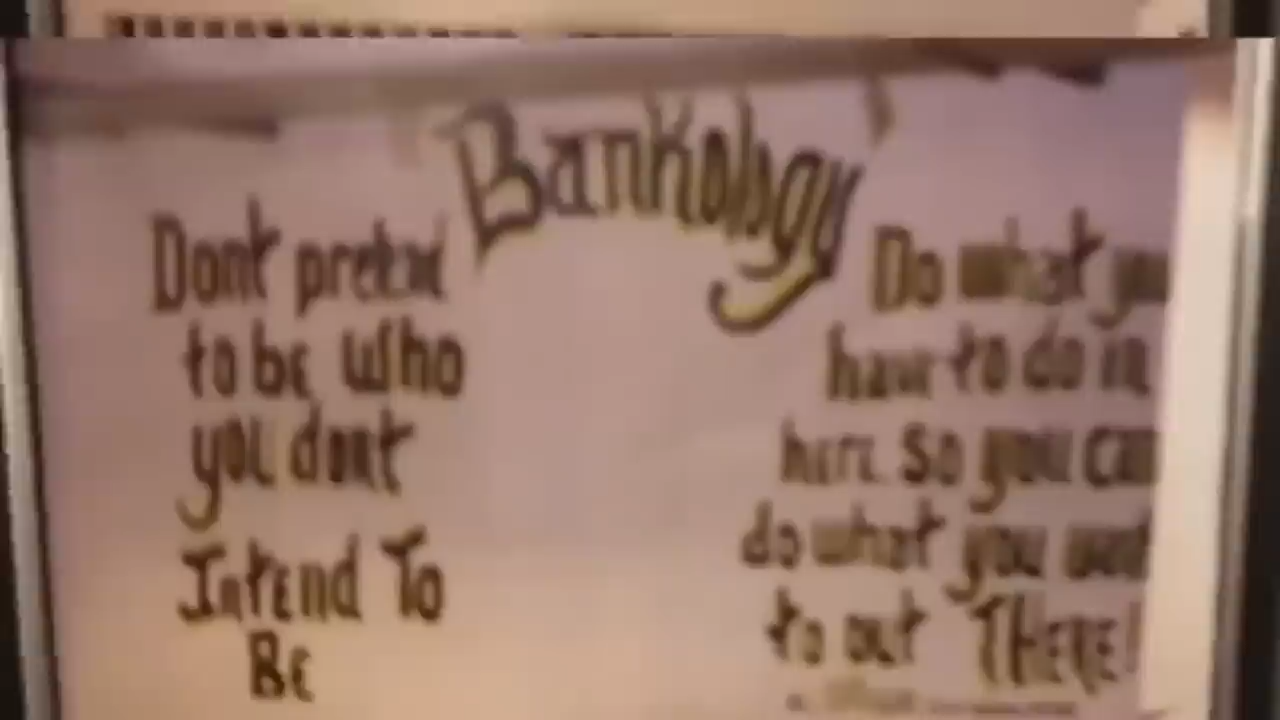 Bankology
Dont pretend
to be who
you dont
Intend To
BE
Do what you
have to do in
here so you can
do what you want
to out THERE!